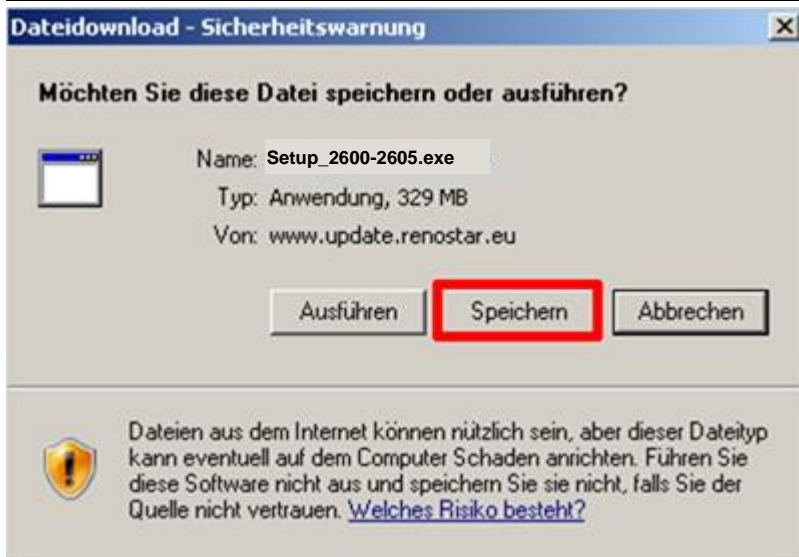 Dateidownload - Sicherheitswarnung
Möchten Sie diese Datei speichern oder ausführen?
Name: Setup_2600-2605.exe
Typ: Anwendung, 329 MB
Von: www.update.renostar.eu
Ausführen Speichern Abbrechen
Dateien aus dem Internet können nützlich sein, aber dieser Dateityp
kann eventuell auf dem Computer Schaden anrichten. Führen Sie
diese Software nicht aus und speichern Sie sie nicht, falls Sie der
Quelle nicht vertrauen. Welches Risiko besteht?